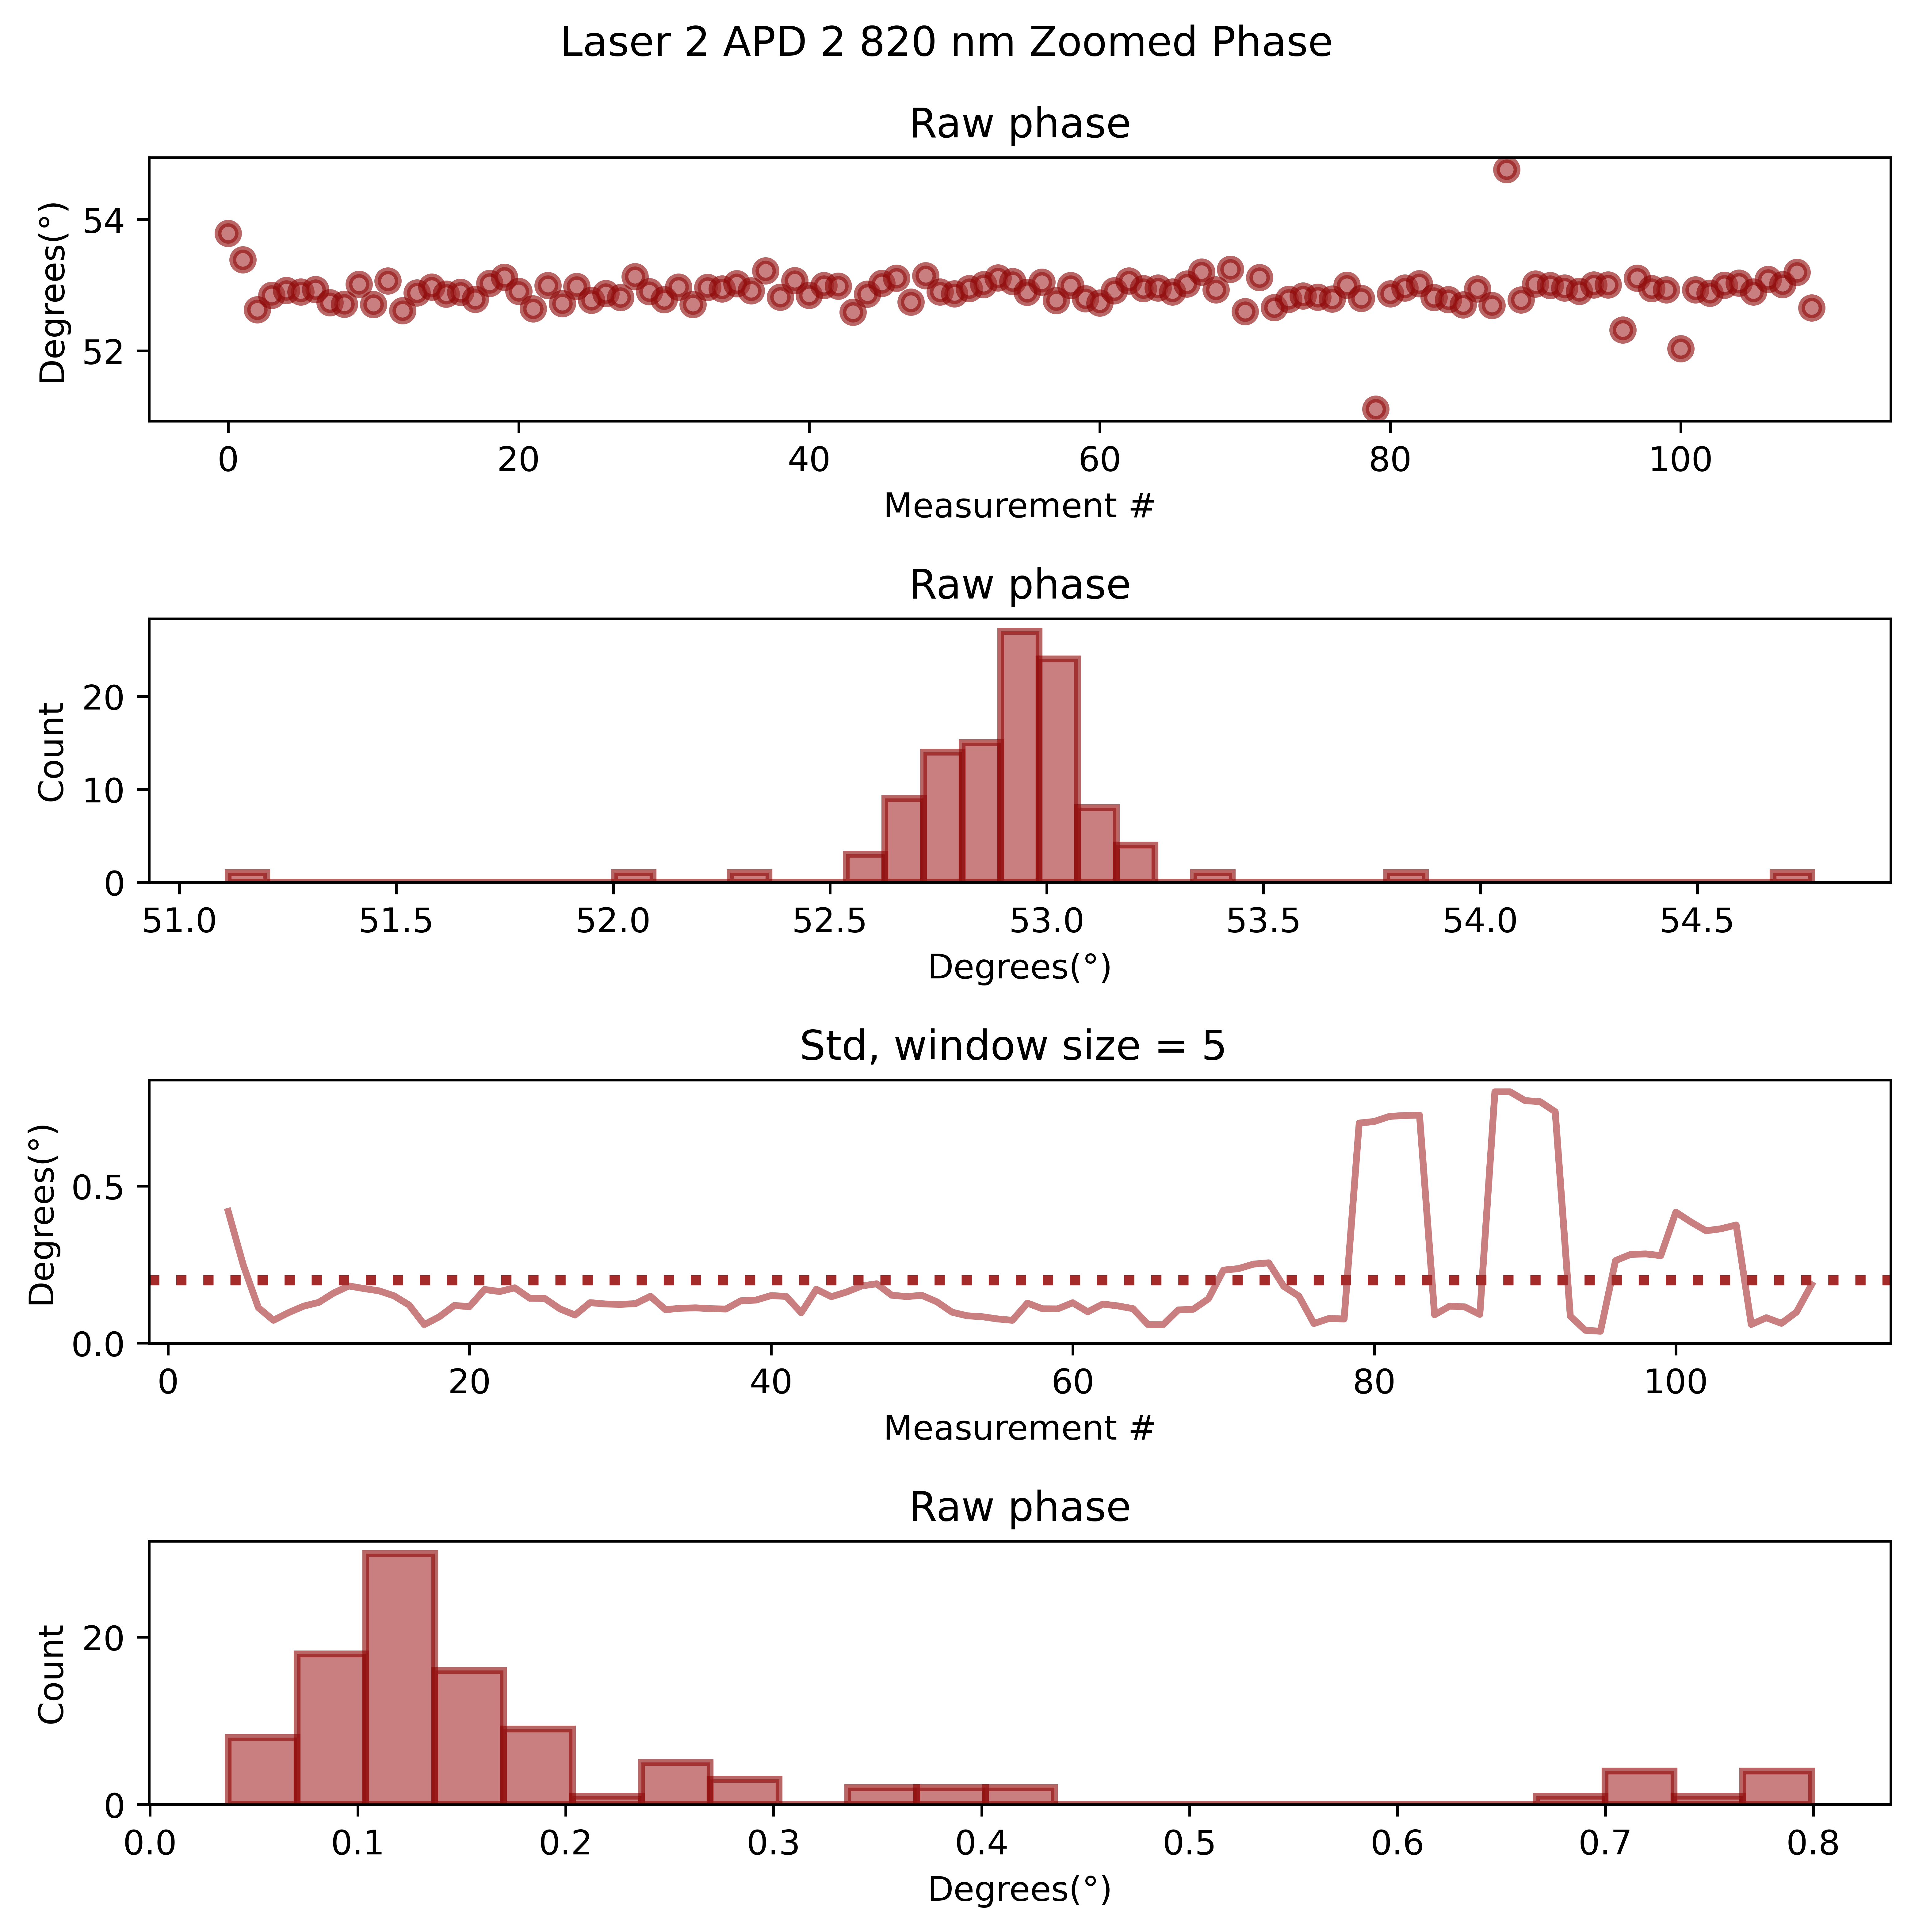 Laser 2 APD 2 820 nm Zoomed Phase
Raw phase
Degrees(°)
54
52
0 20 40 60 80 100
Measurement #
Raw phase
Count
20
10
0
51.0 51.5 52.0 52.5 53.0 53.5 54.0 54.5
Degrees(°)
Std, window size = 5
Degrees(°)
0.5
0.0
0 20 40 60 80 100
Measurement #
Raw phase
Count
20
0
0.0 0.1 0.2 0.3 0.4 0.5 0.6 0.7 0.8
Degrees(°)